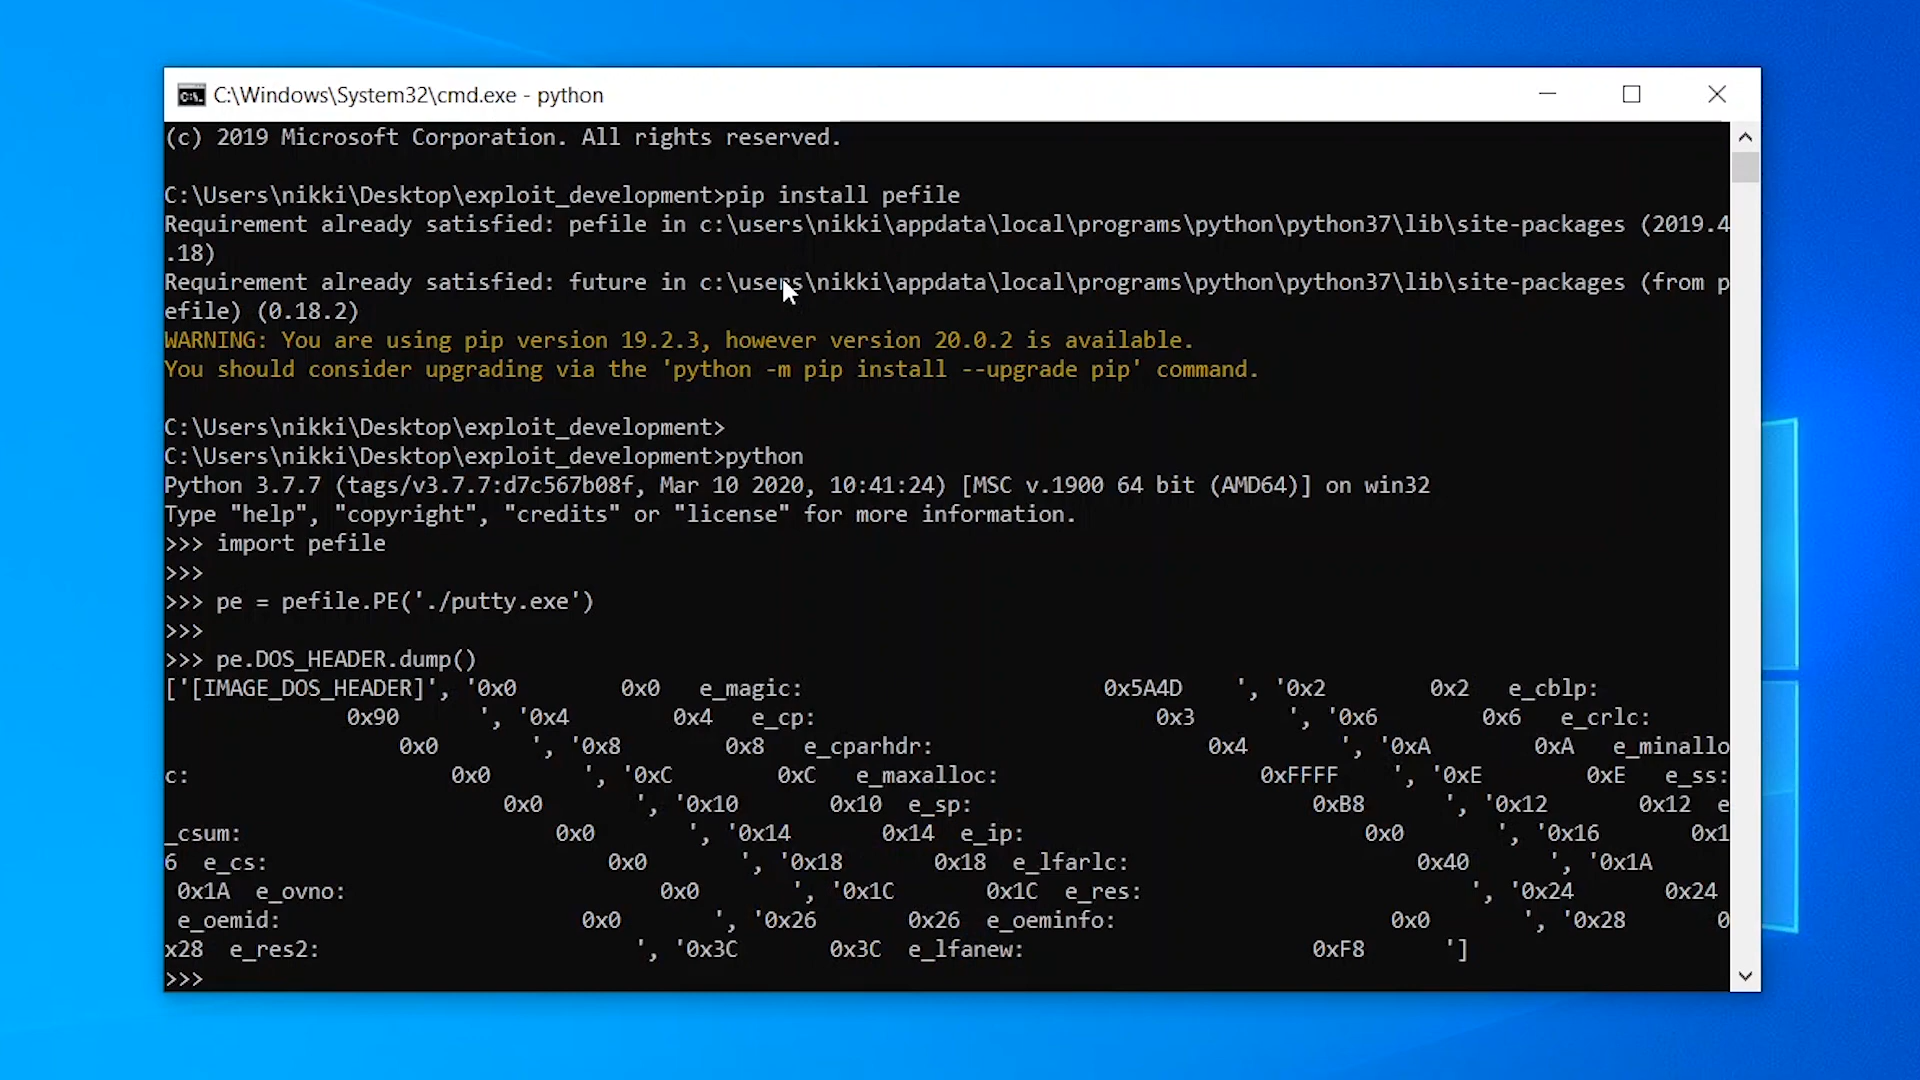 C:\Windows\System32\cmd.exe - python
(c) 2019 Microsoft Corporation. All rights reserved.
C:\Users\nikki\Desktop\exploit_development>pip install pefile
Requirement already satisfied: pefile in c:\users\nikki\appdata\local\programs\python\python37\lib\site-packages (2019.4
.18)
Requirement already satisfied: future in c:\users\nikki\appdata\local\programs\python\python37\lib\site-packages (from p
efile) (0.18.2)
WARNING: You are using pip version 19.2.3, however version 20.0.2 is available.
You should consider upgrading via the 'python -m pip install --upgrade pip' command.
C:\Users\nikki\Desktop\exploit_development>
C:\Users\nikki\Desktop\exploit_development>python
Python 3.7.7 (tags/v3.7.7:d7c567b08f, Mar 10 2020, 10:41:24) [MSC v.1900 64 bit (AMD64)] on win32
Type "help", "copyright", "credits" or "license" for more information.
>>> import pefile
>>>
>>> pe = pefile.PE('./putty.exe')
>>>
>>> pe.DOS_HEADER.dump()
['[IMAGE_DOS_HEADER]', '0x0        0x0   e_magic:                       0x5A4D    ', '0x2        0x2   e_cblp:
              0x90      ', '0x4        0x4   e_cp:                          0x3       ', '0x6        0x6   e_crlc:
                  0x0       ', '0x8        0x8   e_cparhdr:                     0x4       ', '0xA        0xA   e_minallo
c:                    0x0       ', '0xC        0xC   e_maxalloc:                    0xFFFF    ', '0xE        0xE   e_ss:
                          0x0       ', '0x10       0x10  e_sp:                          0xB8      ', '0x12       0x12  e
_csum:                        0x0       ', '0x14       0x14  e_ip:                          0x0       ', '0x16       0x1
6  e_cs:                          0x0       ', '0x18       0x18  e_lfarlc:                      0x40      ', '0x1A
 0x1A  e_ovno:                        0x0       ', '0x1C       0x1C  e_res:                         ', '0x24       0x24
 e_oemid:                       0x0       ', '0x26       0x26  e_oeminfo:                     0x0       ', '0x28       0
x28  e_res2:                        ', '0x3C       0x3C  e_lfanew:                      0xF8      ']
>>>